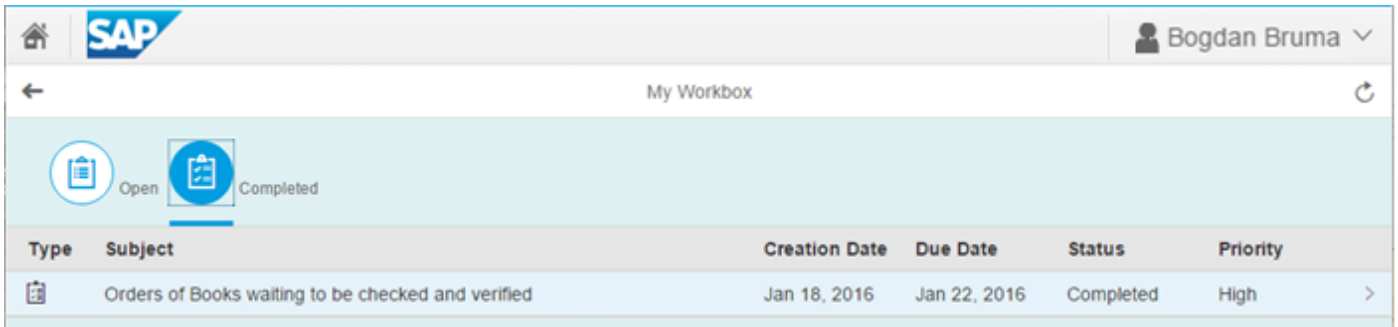 SAP Bogdan Bruma
My Workbox
Open Completed
Type Subject Creation Date Due Date Status Priority
Orders of Books waiting to be checked and verified Jan 18, 2016 Jan 22, 2016 Completed High